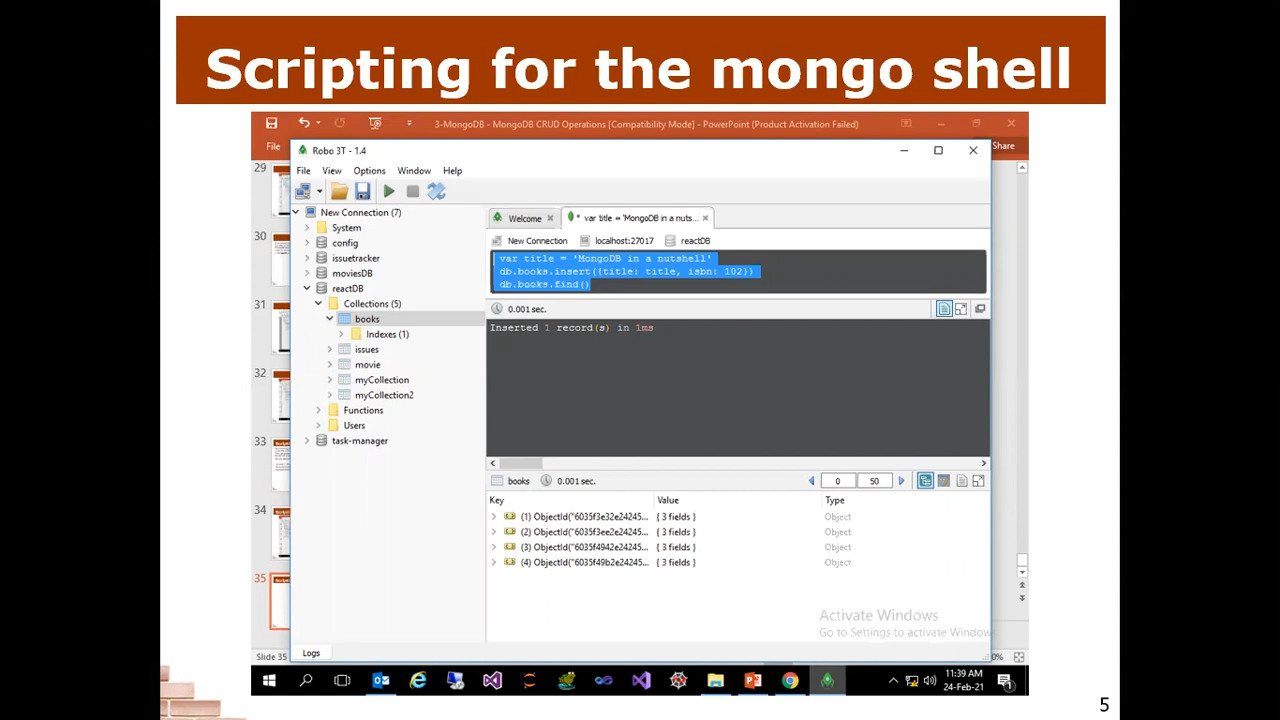 Scripting for the mongo shell
3-MongoDB - MongoDB CRUD Operations [Compatibility Mode] - PowerPoint (Product Activation Failed)
File
Share
Robo 3T - 1.4
File View Options Window Help
New Connection (7)
System
config
issuetracker
moviesDB
reactDB
Collections (5)
books
Indexes (1)
issues
movie
myCollection
myCollection2
Functions
Users
task-manager
Welcome
* var title = 'MongoDB in a nuts...
New Connection localhost:27017 reactDB
var title = 'MongoDB in a nutshell'
db.books.insert({title: title, isbn: 102})
db.books.find()
0.001 sec.
Inserted 1 record(s) in 1ms
books 0.001 sec. 0 50
Key Value Type
(1) ObjectId("6035f3e32e24245... { 3 fields } Object
(2) ObjectId("6035f3ee2e24245... { 3 fields } Object
(3) ObjectId("6035f4942e24245... { 3 fields } Object
(4) ObjectId("6035f49b2e24245... { 3 fields } Object
Activate Windows
Go to Settings to activate Windows
Logs
29
30
31
32
33
34
35
Slide 35
0%
11:39 AM
24-Feb-21
1
5